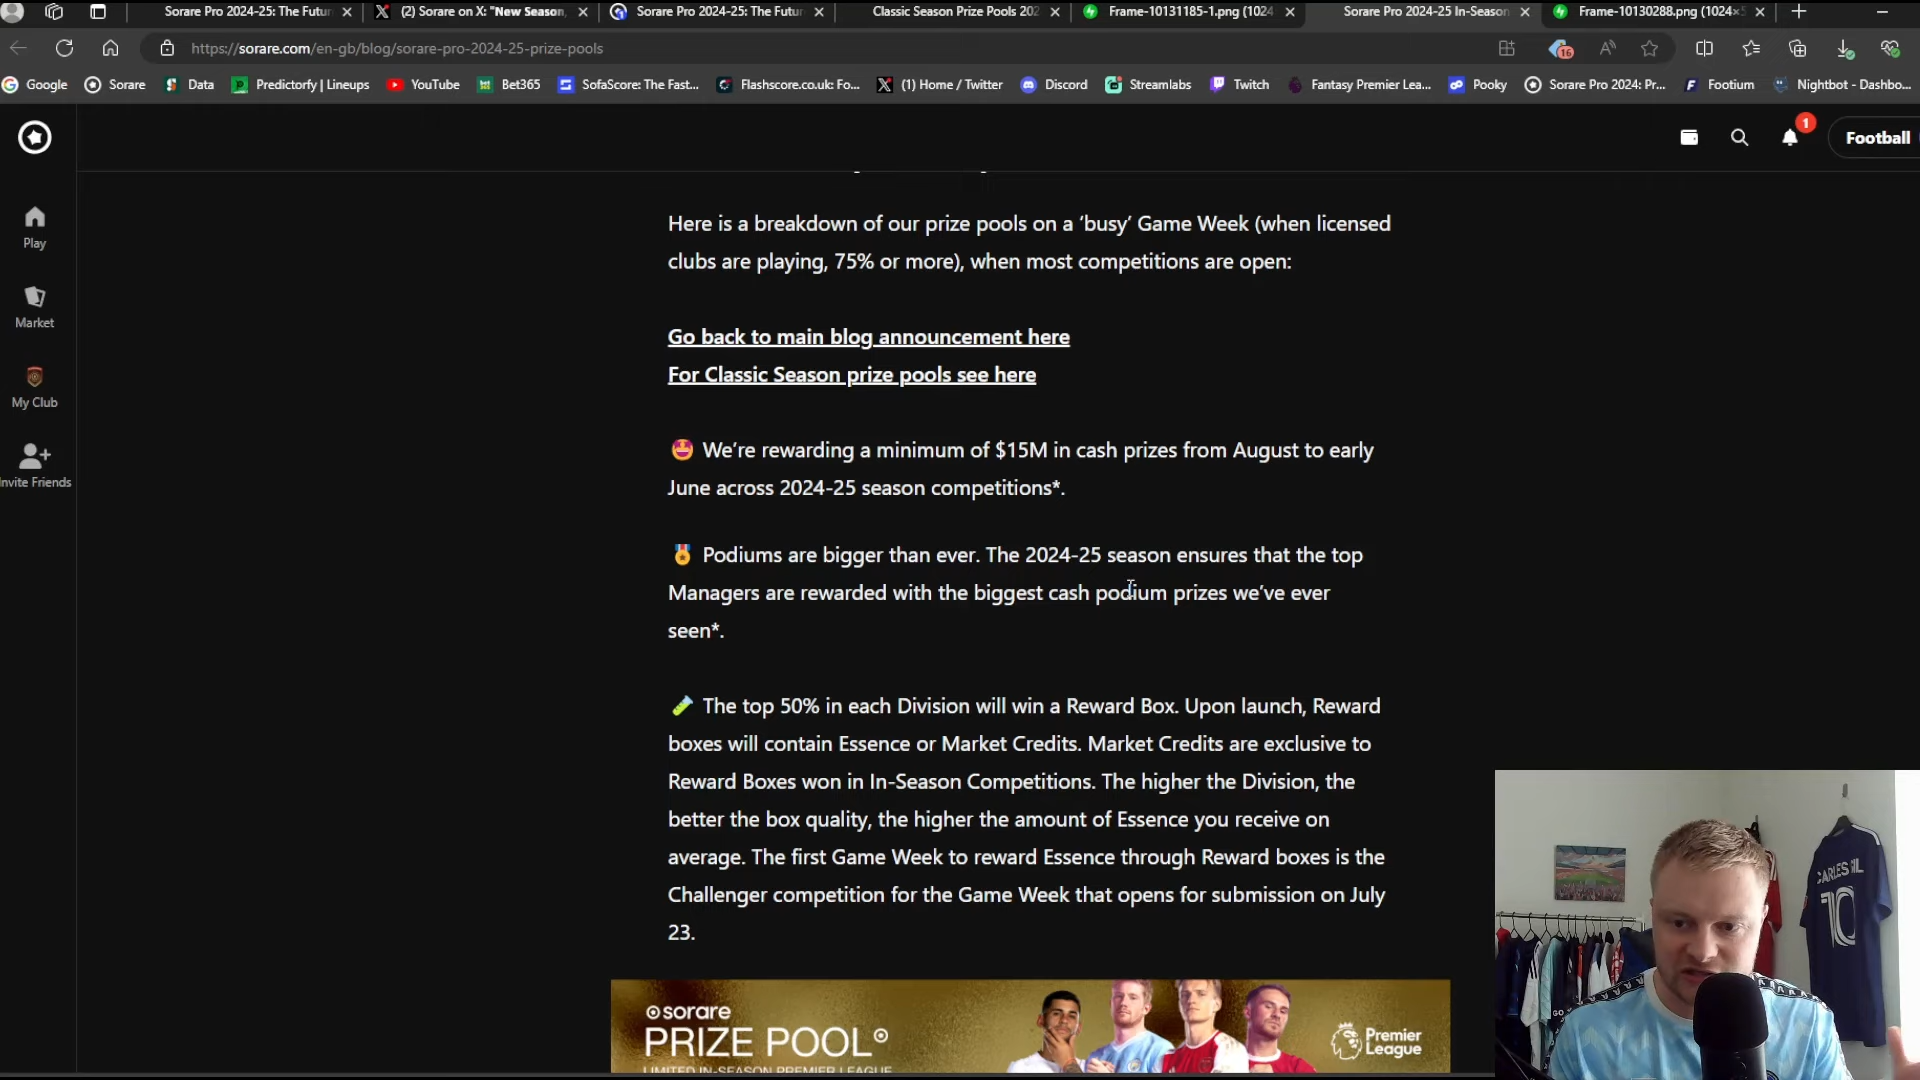 Sorare Pro 2024-25: The Futur
(2) Sorare on X: "New Season,
Sorare Pro 2024-25: The Futur
Classic Season Prize Pools 202
Frame-10131185-1.png (1024
Sorare Pro 2024-25 In-Season
Frame-10130288.png (1024×5
https://sorare.com/en-gb/blog/sorare-pro-2024-25-prize-pools
16
Google
Sorare
Data
Predictorfy | Lineups
YouTube
Bet365
SofaScore: The Fast...
Flashscore.co.uk: Fo...
(1) Home / Twitter
Discord
Streamlabs
Twitch
Fantasy Premier Lea...
Pooky
Sorare Pro 2024: Pr...
Footium
Nightbot - Dashbo...
1
Football
Play
Market
My Club
Invite Friends
Here is a breakdown of our prize pools on a ‘busy’ Game Week (when licensed
clubs are playing, 75% or more), when most competitions are open:
Go back to main blog announcement here
For Classic Season prize pools see here
🤩 We’re rewarding a minimum of $15M in cash prizes from August to early
June across 2024-25 season competitions*.
🏅 Podiums are bigger than ever. The 2024-25 season ensures that the top
Managers are rewarded with the biggest cash podium prizes we’ve ever
seen*.
🧪 The top 50% in each Division will win a Reward Box. Upon launch, Reward
boxes will contain Essence or Market Credits. Market Credits are exclusive to
Reward Boxes won in In-Season Competitions. The higher the Division, the
better the box quality, the higher the amount of Essence you receive on
average. The first Game Week to reward Essence through Reward boxes is the
Challenger competition for the Game Week that opens for submission on July
23.
sorare
PRIZE POOL
LIMITED IN-SEASON PREMIER LEAGUE
Premier
League
CARLES GIL
10